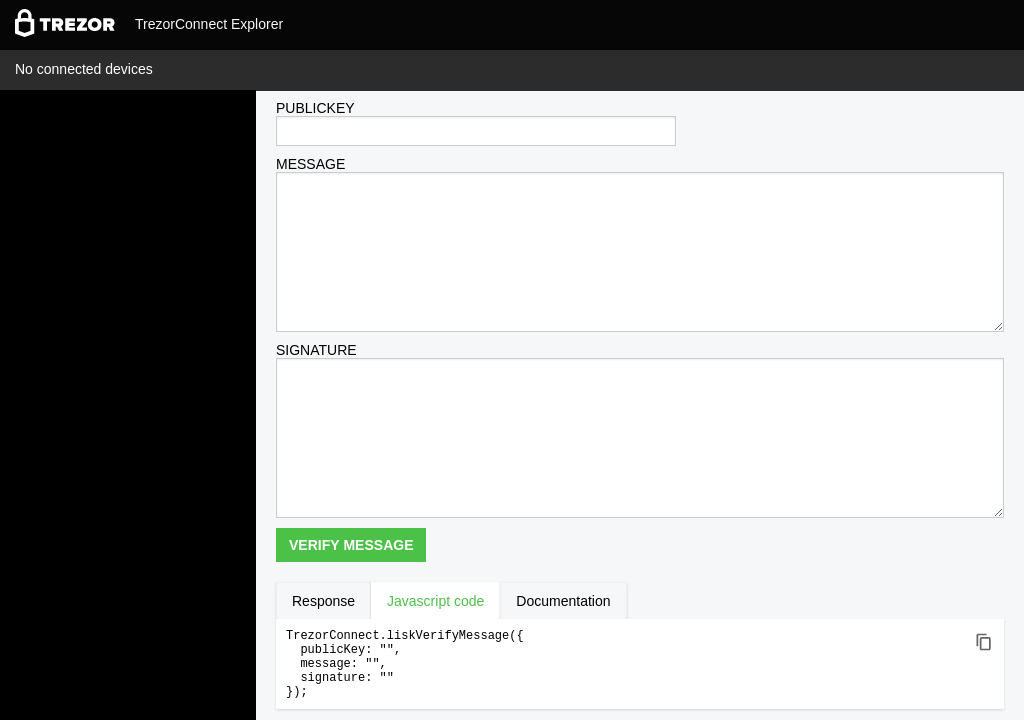 TREZOR TrezorConnect Explorer
No connected devices
PUBLICKEY
MESSAGE
SIGNATURE
VERIFY MESSAGE
Response Javascript code Documentation
TrezorConnect.liskVerifyMessage({
  publicKey: "",
  message: "",
  signature: ""
});